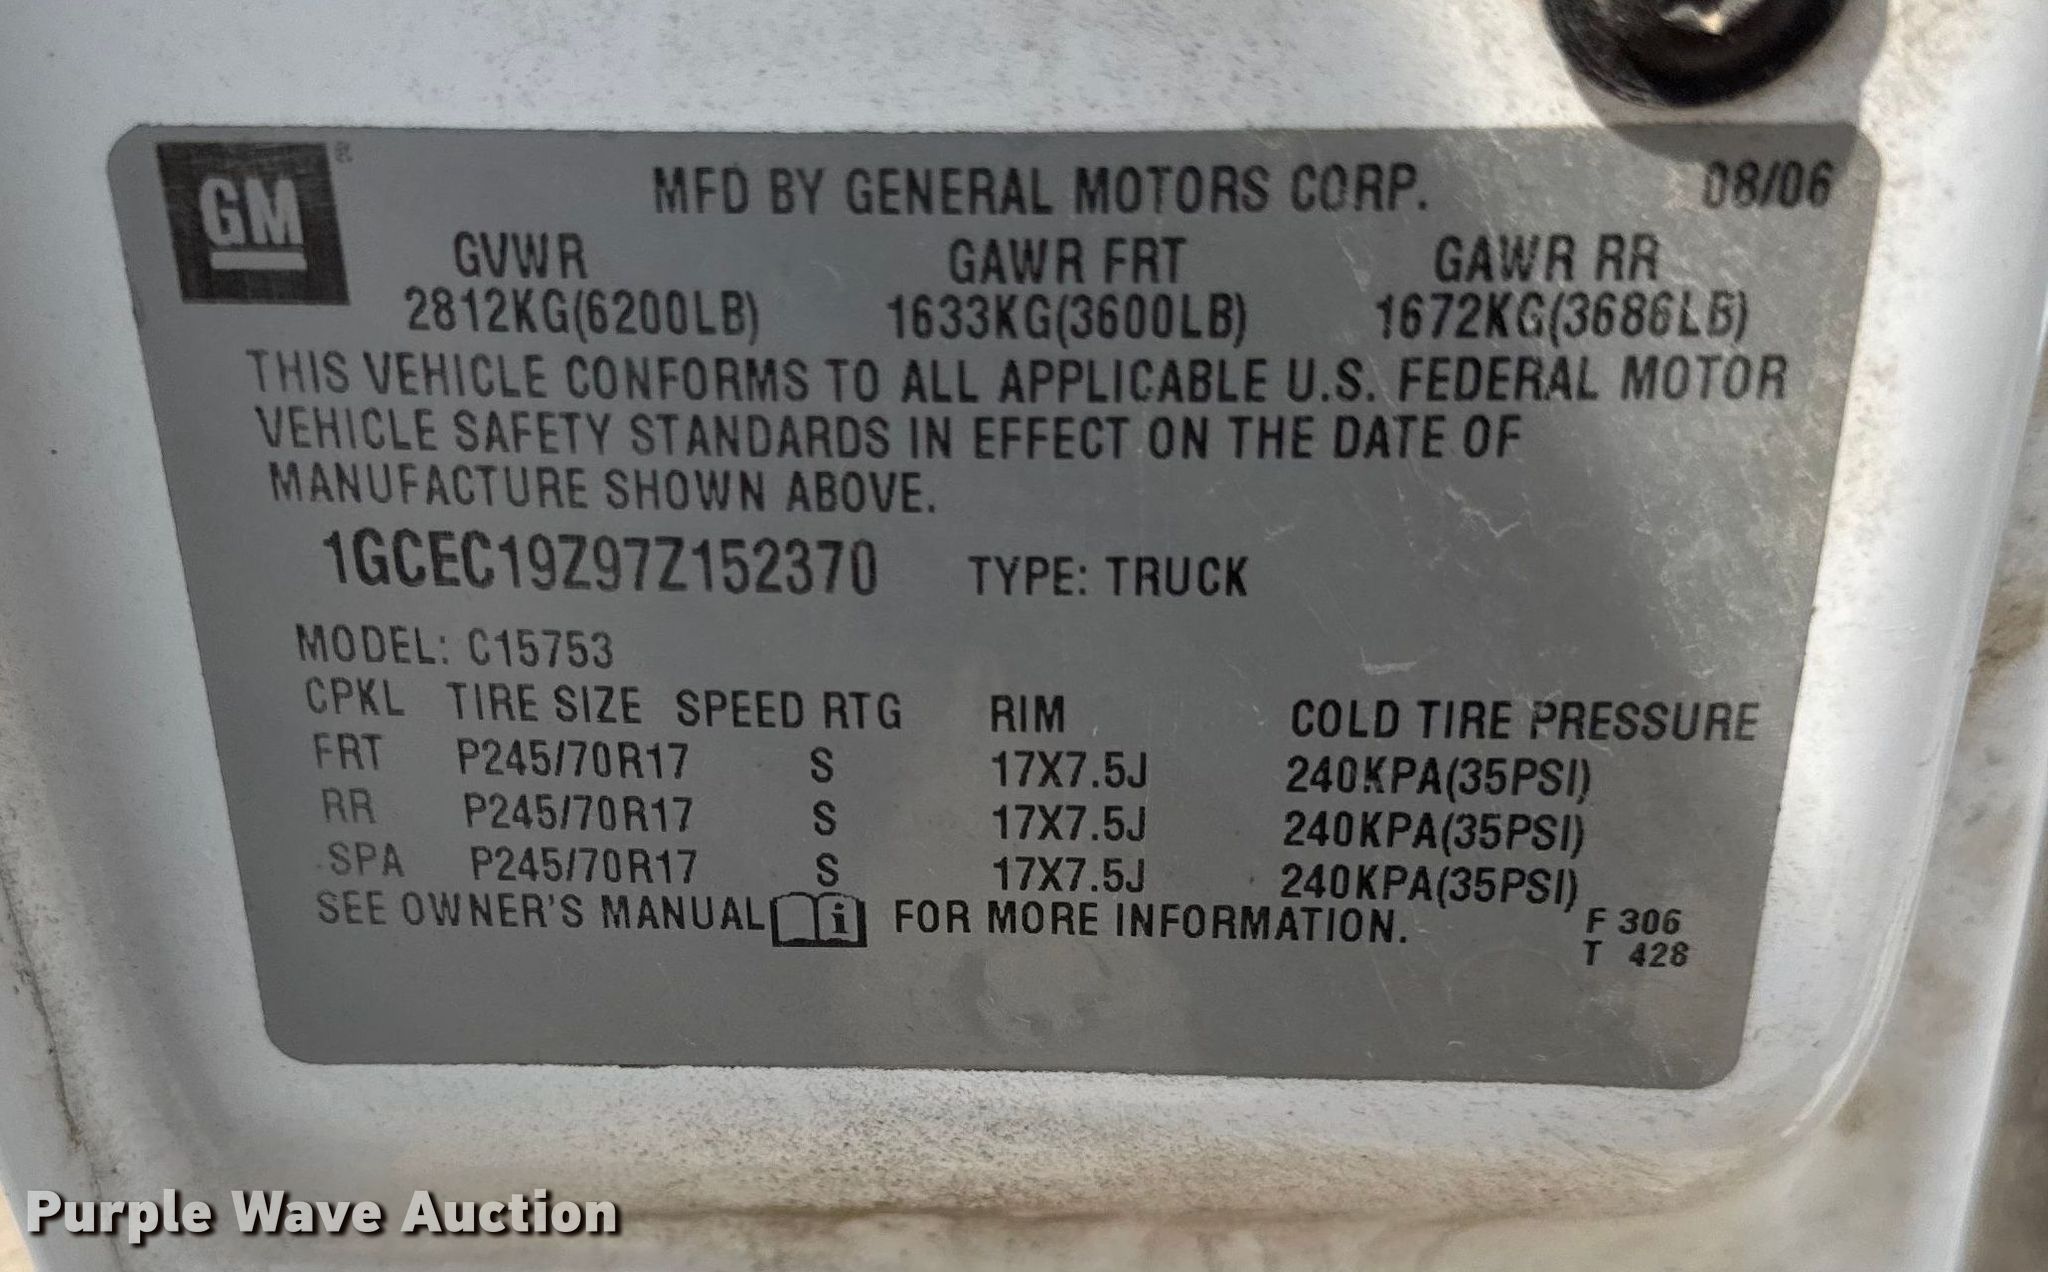 GM ®
MFD BY GENERAL MOTORS CORP. 08/06
GVWR GAWR FRT GAWR RR
2812KG(6200LB) 1633KG(3600LB) 1672KG(3686LB)
THIS VEHICLE CONFORMS TO ALL APPLICABLE U.S. FEDERAL MOTOR
VEHICLE SAFETY STANDARDS IN EFFECT ON THE DATE OF
MANUFACTURE SHOWN ABOVE.
1GCEC19Z97Z152370 TYPE: TRUCK
MODEL: C15753
CPKL TIRE SIZE SPEED RTG RIM COLD TIRE PRESSURE
FRT P245/70R17 S 17X7.5J 240KPA(35PSI)
RR P245/70R17 S 17X7.5J 240KPA(35PSI)
SPA P245/70R17 S 17X7.5J 240KPA(35PSI)
SEE OWNER'S MANUAL i FOR MORE INFORMATION. F 306
T 428
Purple Wave Auction